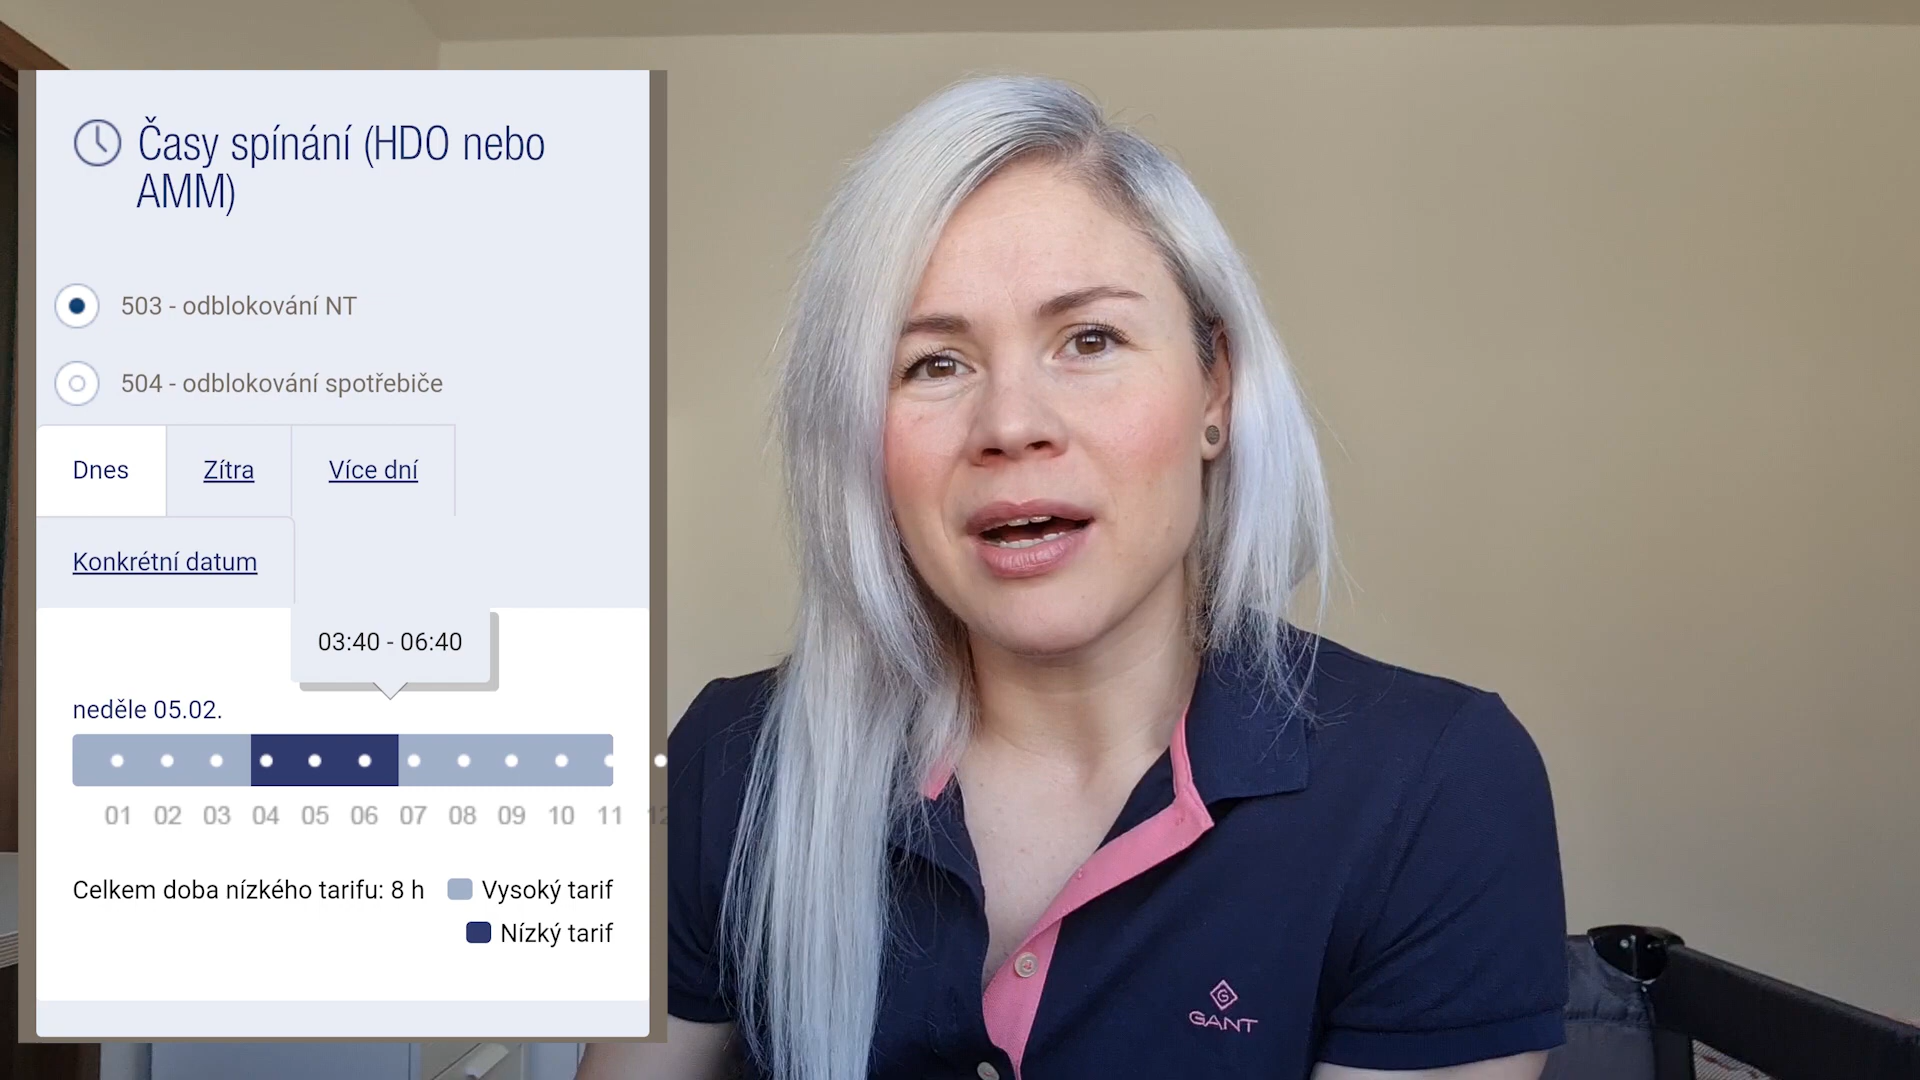 Časy spínání (HDO nebo
AMM)
503 - odblokování NT
504 - odblokování spotřebiče
Dnes Zítra Více dní
Konkrétní datum
03:40 - 06:40
neděle 05.02.
01 02 03 04 05 06 07 08 09 10 11 12
Celkem doba nízkého tarifu: 8 h Vysoký tarif
Nízký tarif
G
GANT